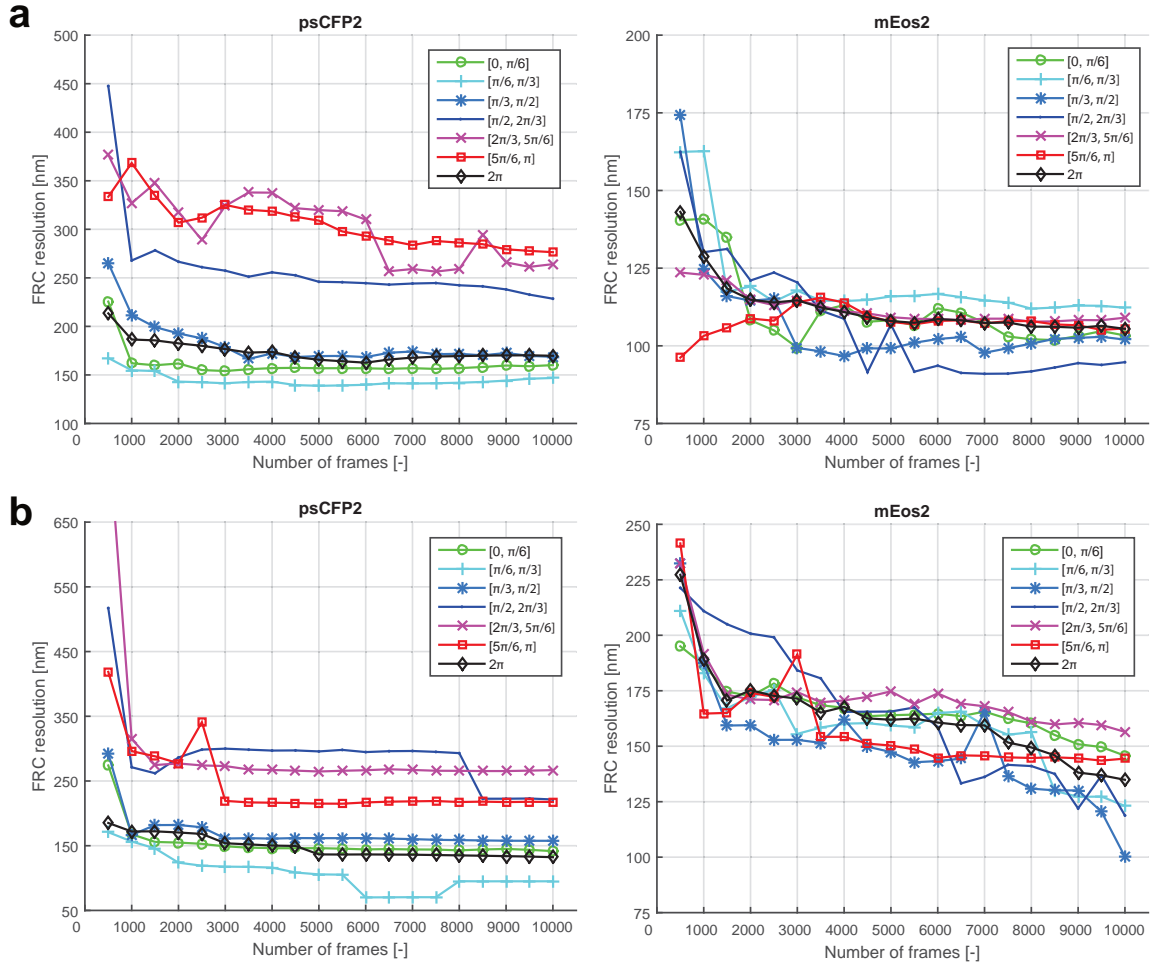 a
psCFP2
FRC resolution [nm]
500
450
400
350
300
250
200
150
100
0 1000 2000 3000 4000 5000 6000 7000 8000 9000 10000
Number of frames [-]
[0, π/6]
[π/6, π/3]
[π/3, π/2]
[π/2, 2π/3]
[2π/3, 5π/6]
[5π/6, π]
2π
mEos2
FRC resolution [nm]
200
175
150
125
100
75
0 1000 2000 3000 4000 5000 6000 7000 8000 9000 10000
Number of frames [-]
[0, π/6]
[π/6, π/3]
[π/3, π/2]
[π/2, 2π/3]
[2π/3, 5π/6]
[5π/6, π]
2π
b
psCFP2
FRC resolution [nm]
650
550
450
350
250
150
50
0 1000 2000 3000 4000 5000 6000 7000 8000 9000 10000
Number of frames [-]
[0, π/6]
[π/6, π/3]
[π/3, π/2]
[π/2, 2π/3]
[2π/3, 5π/6]
[5π/6, π]
2π
mEos2
FRC resolution [nm]
250
225
200
175
150
125
100
75
0 1000 2000 3000 4000 5000 6000 7000 8000 9000 10000
Number of frames [-]
[0, π/6]
[π/6, π/3]
[π/3, π/2]
[π/2, 2π/3]
[2π/3, 5π/6]
[5π/6, π]
2π